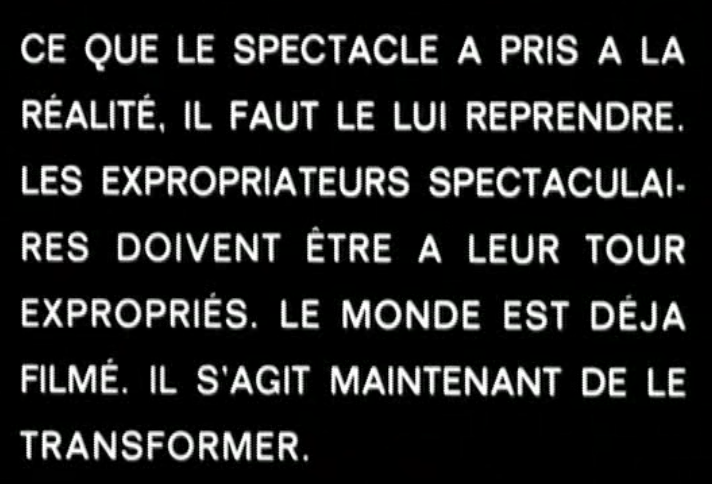 CE QUE LE SPECTACLE A PRIS A LA
RÉALITÉ, IL FAUT LE LUI REPRENDRE.
LES EXPROPRIATEURS SPECTACULAI-
RES DOIVENT ÊTRE A LEUR TOUR
EXPROPRIÉS. LE MONDE EST DÉJA
FILMÉ. IL S'AGIT MAINTENANT DE LE
TRANSFORMER.